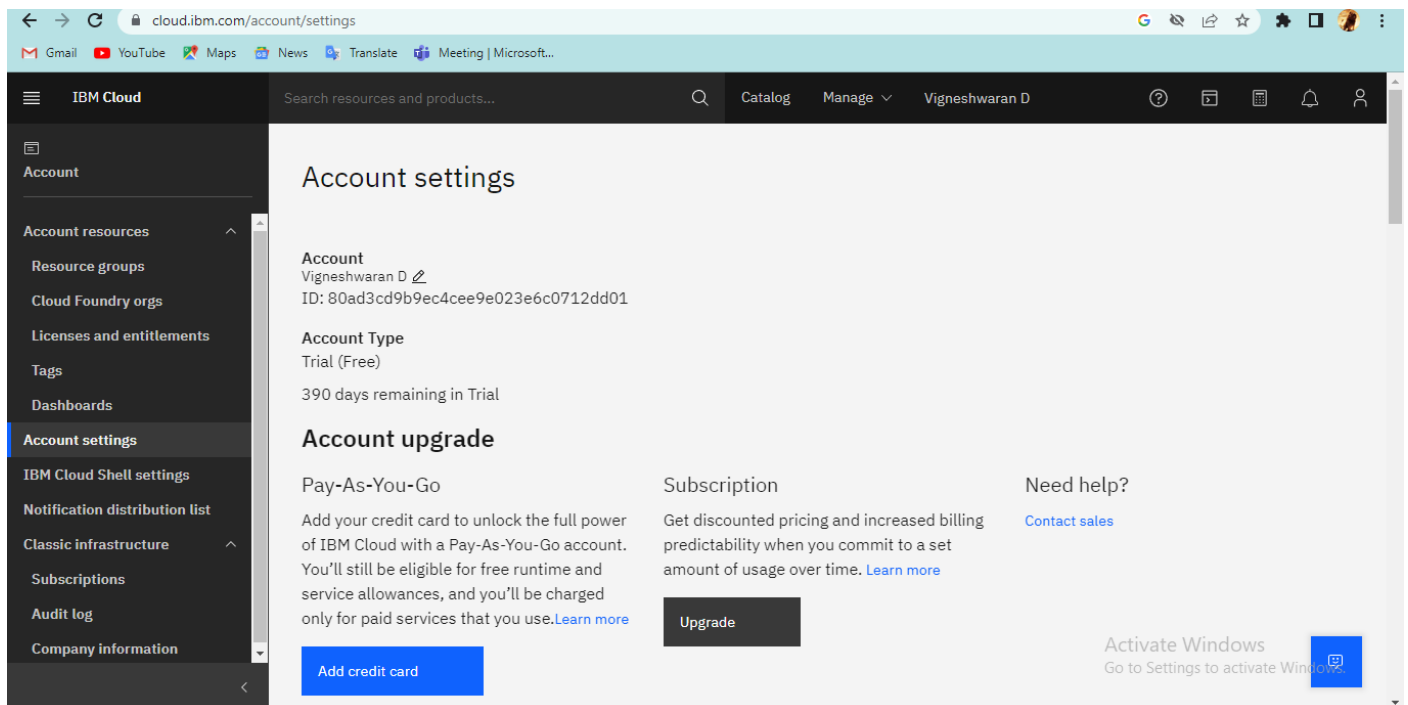 cloud.ibm.com/account/settings
Gmail YouTube Maps News Translate Meeting | Microsoft...
IBM Cloud
Search resources and products...
Catalog Manage Vigneshwaran D
Account
Account resources
Resource groups
Cloud Foundry orgs
Licenses and entitlements
Tags
Dashboards
Account settings
IBM Cloud Shell settings
Notification distribution list
Classic infrastructure
Subscriptions
Audit log
Company information
Account settings
Account
Vigneshwaran D
ID: 80ad3cd9b9ec4cee9e023e6c0712dd01
Account Type
Trial (Free)
390 days remaining in Trial
Account upgrade
Pay-As-You-Go
Add your credit card to unlock the full power
of IBM Cloud with a Pay-As-You-Go account.
You’ll still be eligible for free runtime and
service allowances, and you’ll be charged
only for paid services that you use.Learn more
Add credit card
Subscription
Get discounted pricing and increased billing
predictability when you commit to a set
amount of usage over time. Learn more
Upgrade
Need help?
Contact sales
Activate Windows
Go to Settings to activate Windows.